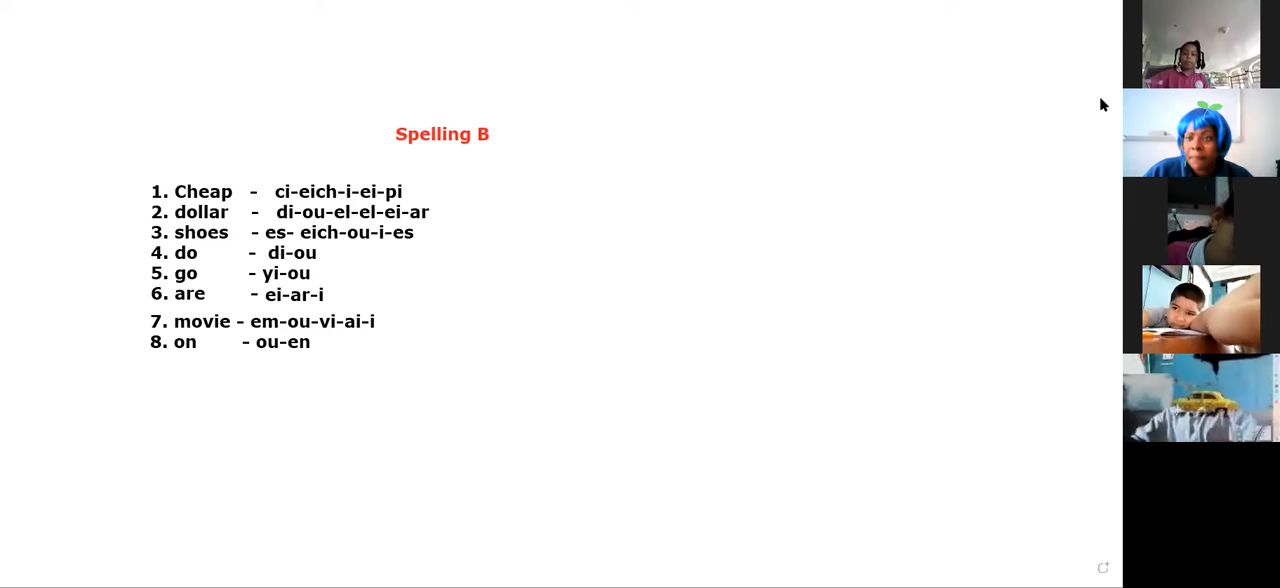 Spelling B
1. Cheap - ci-eich-i-ei-pi
2. dollar - di-ou-el-el-ei-ar
3. shoes - es- eich-ou-i-es
4. do - di-ou
5. go - yi-ou
6. are - ei-ar-i
7. movie - em-ou-vi-ai-i
8. on - ou-en